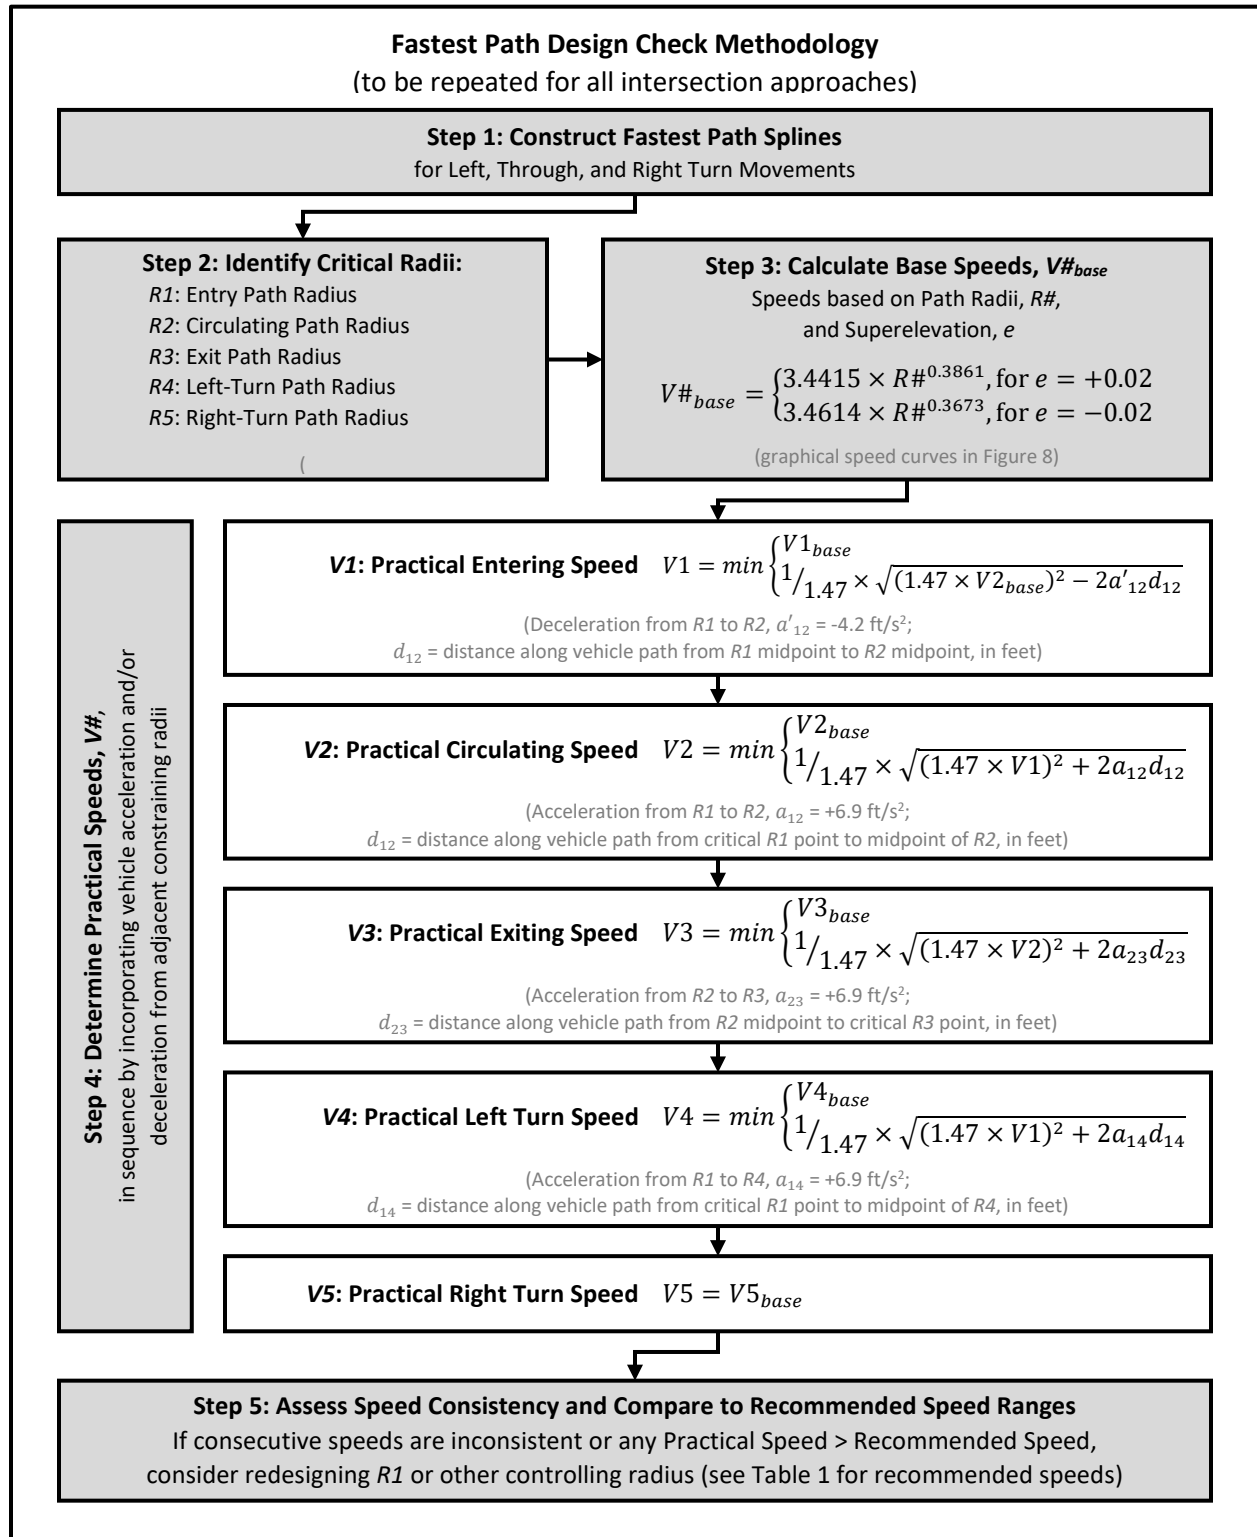 Fastest Path Design Check Methodology
(to be repeated for all intersection approaches)
Step 1: Construct Fastest Path Splines
for Left, Through, and Right Turn Movements
Step 2: Identify Critical Radii:
R1: Entry Path Radius
R2: Circulating Path Radius
R3: Exit Path Radius
R4: Left-Turn Path Radius
R5: Right-Turn Path Radius
(
Step 3: Calculate Base Speeds, V#base
Speeds based on Path Radii, R#,
and Superelevation, e
V#base = { 3.4415 × R#^0.3861, for e = +0.02
3.4614 × R#^0.3673, for e = −0.02
(graphical speed curves in Figure 8)
Step 4: Determine Practical Speeds, V#,
in sequence by incorporating vehicle acceleration and/or
deceleration from adjacent constraining radii
V1: Practical Entering Speed V1 = min { V1base
1/1.47 × √(1.47 × V2base)² − 2a′12d12
(Deceleration from R1 to R2, a′12 = -4.2 ft/s²;
d12 = distance along vehicle path from R1 midpoint to R2 midpoint, in feet)
V2: Practical Circulating Speed V2 = min { V2base
1/1.47 × √(1.47 × V1)² + 2a12d12
(Acceleration from R1 to R2, a12 = +6.9 ft/s²;
d12 = distance along vehicle path from critical R1 point to midpoint of R2, in feet)
V3: Practical Exiting Speed V3 = min { V3base
1/1.47 × √(1.47 × V2)² + 2a23d23
(Acceleration from R2 to R3, a23 = +6.9 ft/s²;
d23 = distance along vehicle path from R2 midpoint to critical R3 point, in feet)
V4: Practical Left Turn Speed V4 = min { V4base
1/1.47 × √(1.47 × V1)² + 2a14d14
(Acceleration from R1 to R4, a14 = +6.9 ft/s²;
d14 = distance along vehicle path from critical R1 point to midpoint of R4, in feet)
V5: Practical Right Turn Speed V5 = V5base
Step 5: Assess Speed Consistency and Compare to Recommended Speed Ranges
If consecutive speeds are inconsistent or any Practical Speed > Recommended Speed,
consider redesigning R1 or other controlling radius (see Table 1 for recommended speeds)